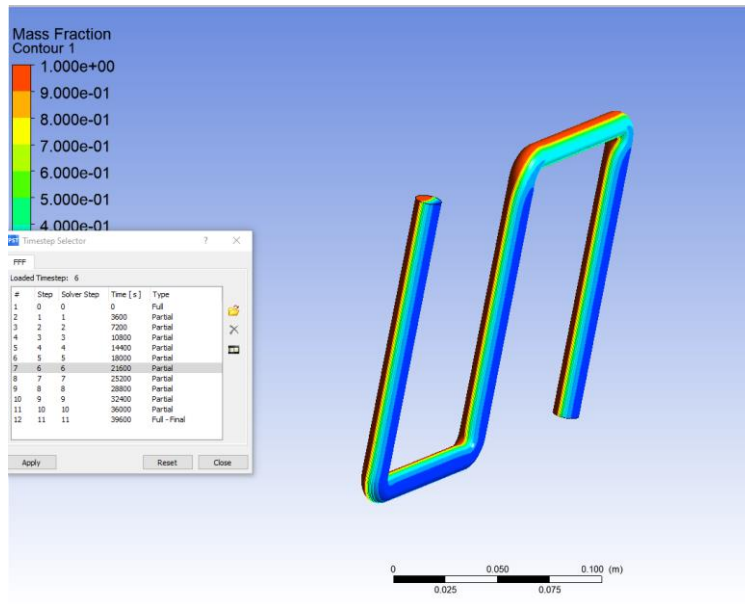 Mass Fraction
Contour 1
1.000e+00
9.000e-01
7.000e-01
6.000e-01
5.000e-01
4.000e-01
PST Timestep Selector ? ×
FFF
Loaded Timestep: 6
# Step Solver Step Time [ s ] Type
1 0 0 0 Full
2 1 1 3600 Partial
3 2 2 7200 Partial
4 3 3 10800 Partial
5 4 4 14400 Partial
6 5 5 18000 Partial
7 6 6 21600 Partial
8 7 7 25200 Partial
9 8 8 28800 Partial
10 9 9 32400 Partial
11 10 10 36000 Partial
12 11 11 39600 Full - Final
Apply Reset Close
0 0.050 0.100 (m)
0.025 0.075